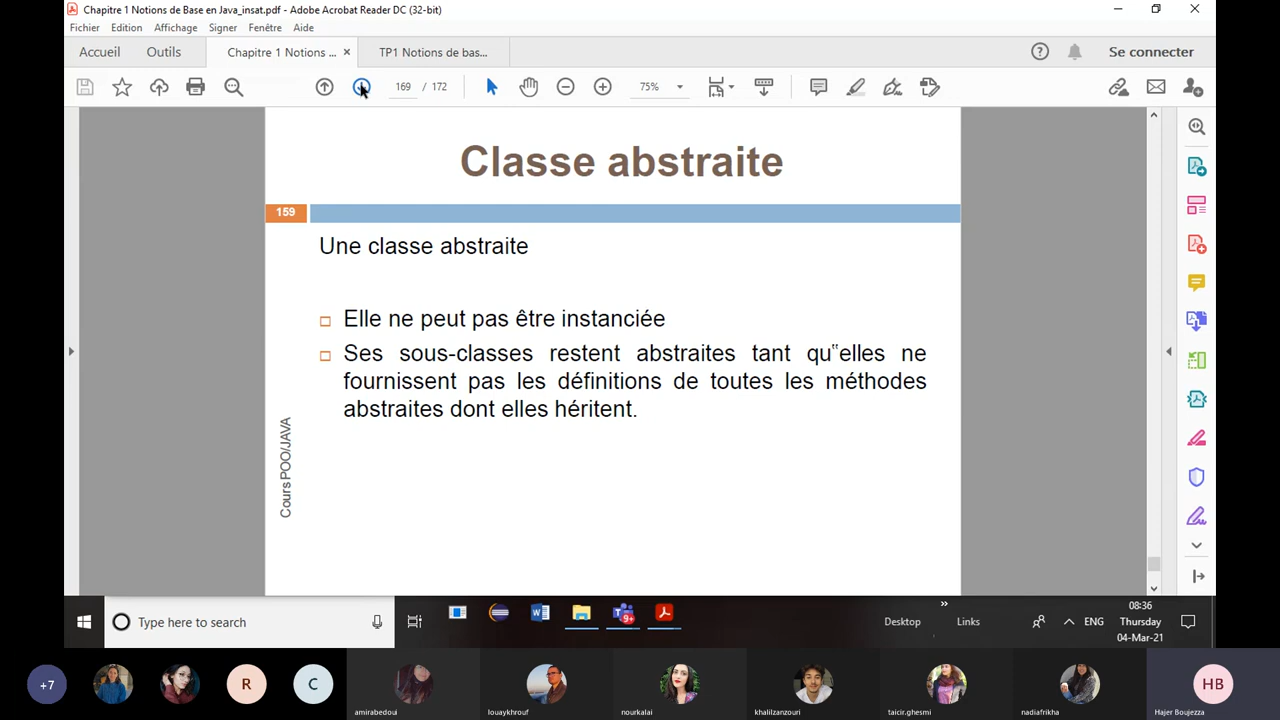 Chapitre 1 Notions de Base en Java_insat.pdf - Adobe Acrobat Reader DC (32-bit)
Fichier Edition Affichage Signer Fenêtre Aide
Accueil Outils Chapitre 1 Notions ... × TP1 Notions de bas... Se connecter
169 / 172 75%
Classe abstraite
159
Une classe abstraite
Elle ne peut pas être instanciée
Ses sous-classes restent abstraites tant qu‟elles ne
fournissent pas les définitions de toutes les méthodes
abstraites dont elles héritent.
Cours POO/JAVA
Type here to search
9+
Desktop
»
Links
ENG
08:36
Thursday
04-Mar-21
+7
R
C
HB
amirabedoui
louaykhrouf
nourkalai
khalilzanzouri
taicir.ghesmi
nadiafrikha
Hajer Boujezza